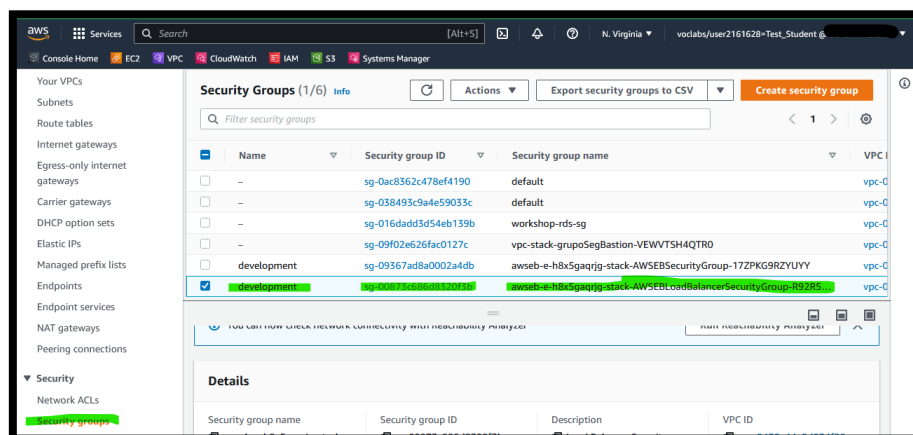 aws Services Search [Alt+S] N. Virginia ▼ voclabs/user2161628=Test_Student @
Console Home EC2 VPC CloudWatch IAM S3 Systems Manager
Your VPCs
Subnets
Route tables
Internet gateways
Egress-only internet
gateways
Carrier gateways
DHCP option sets
Elastic IPs
Managed prefix lists
Endpoints
Endpoint services
NAT gateways
Peering connections
▼ Security
Network ACLs
Security groups
Security Groups (1/6) Info Actions ▼ Export security groups to CSV ▼ Create security group
Filter security groups < 1 >
Name Security group ID Security group name VPC
– sg-0ac8362c478ef4190 default vpc-0
– sg-038493c9a4e59033c default vpc-0
– sg-016dadd3d54eb139b workshop-rds-sg vpc-0
– sg-09f02e626fac0127c vpc-stack-grupoSegBastion-VEWVTSH4QTR0 vpc-0
development sg-09367ad8a0002a4db awseb-e-h8x5gaqrjg-stack-AWSEBSecurityGroup-17ZPKG9RZYUYY vpc-0
development sg-00873c686d8320f3b awseb-e-h8x5gaqrjg-stack-AWSEBLoadBalancerSecurityGroup-R92R5... vpc-0
You can now check network connectivity with Reachability Analyzer Run Reachability Analyzer
Details
Security group name Security group ID Description VPC ID